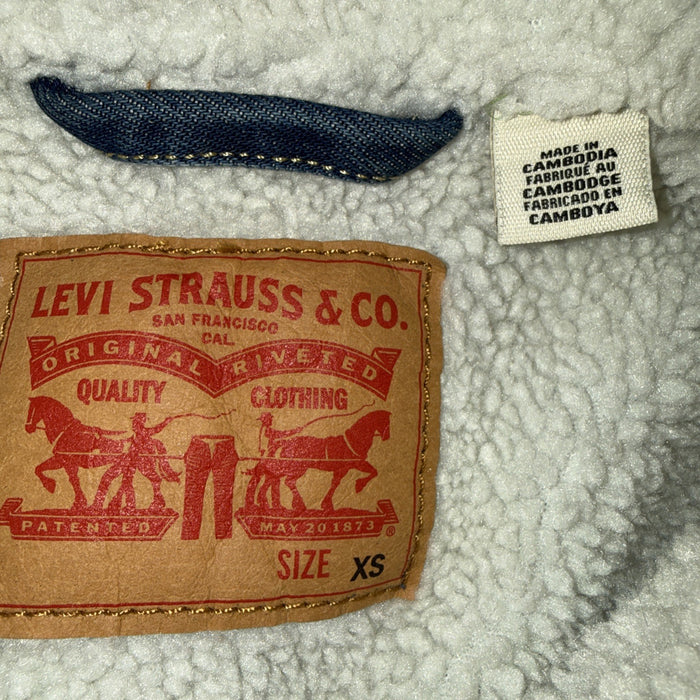 MADE IN
CAMBODIA
FABRIQUÉ AU
CAMBODGE
FABRICADO EN
CAMBOYA
LEVI STRAUSS & CO.
SAN FRANCISCO
CAL.
ORIGINAL RIVETED
QUALITY CLOTHING
PATENTED MAY 20 1873 ®
SIZE XS